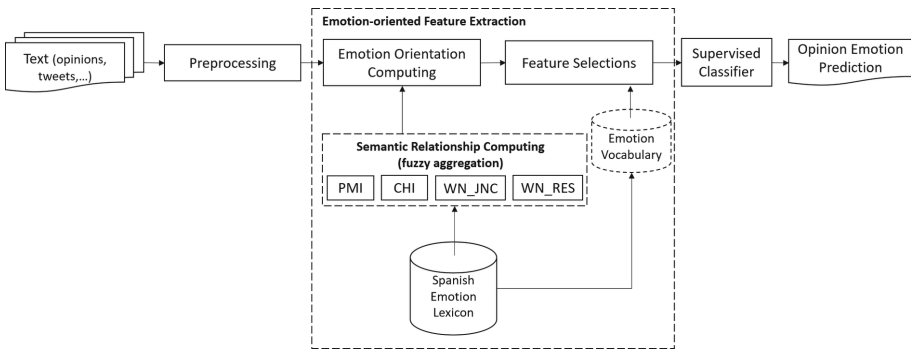 Emotion-oriented Feature Extraction
Text (opinions,
tweets,...)
Preprocessing
Emotion Orientation
Computing
Feature Selections
Supervised
Classifier
Opinion Emotion
Prediction
Semantic Relationship Computing
(fuzzy aggregation)
PMI
CHI
WN_JNC
WN_RES
Emotion
Vocabulary
Spanish
Emotion
Lexicon